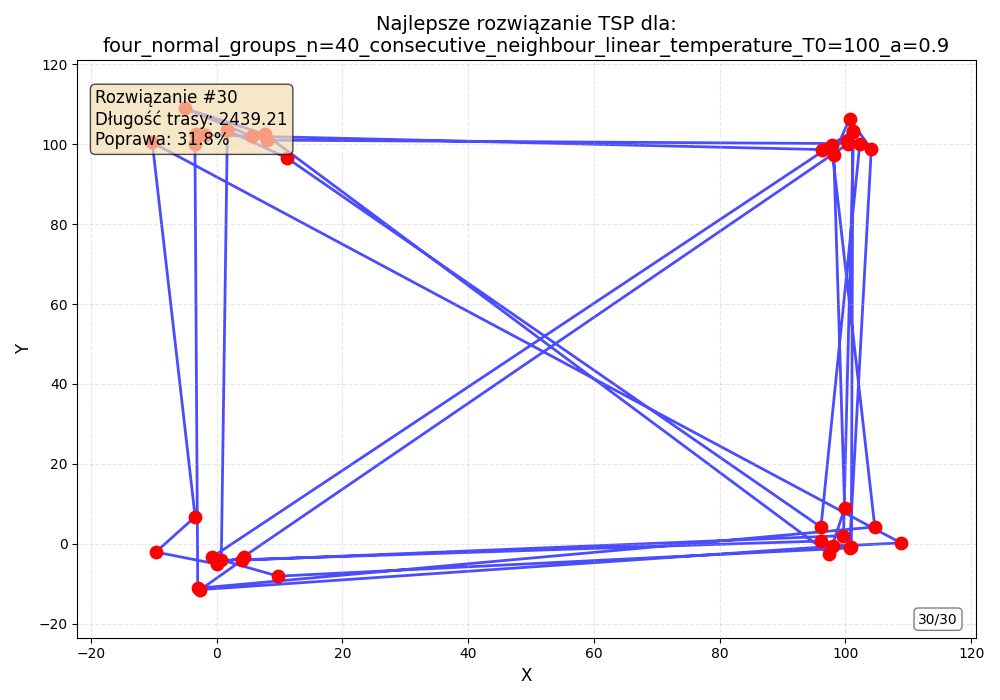 Najlepsze rozwiązanie TSP dla:
four_normal_groups_n=40_consecutive_neighbour_linear_temperature_T0=100_a=0.9
Rozwiązanie #30
Długość trasy: 2439.21
Poprawa: 31.8%
120
100
80
60
40
20
0
−20
Y
−20
0
20
40
60
80
100
120
X
30/30